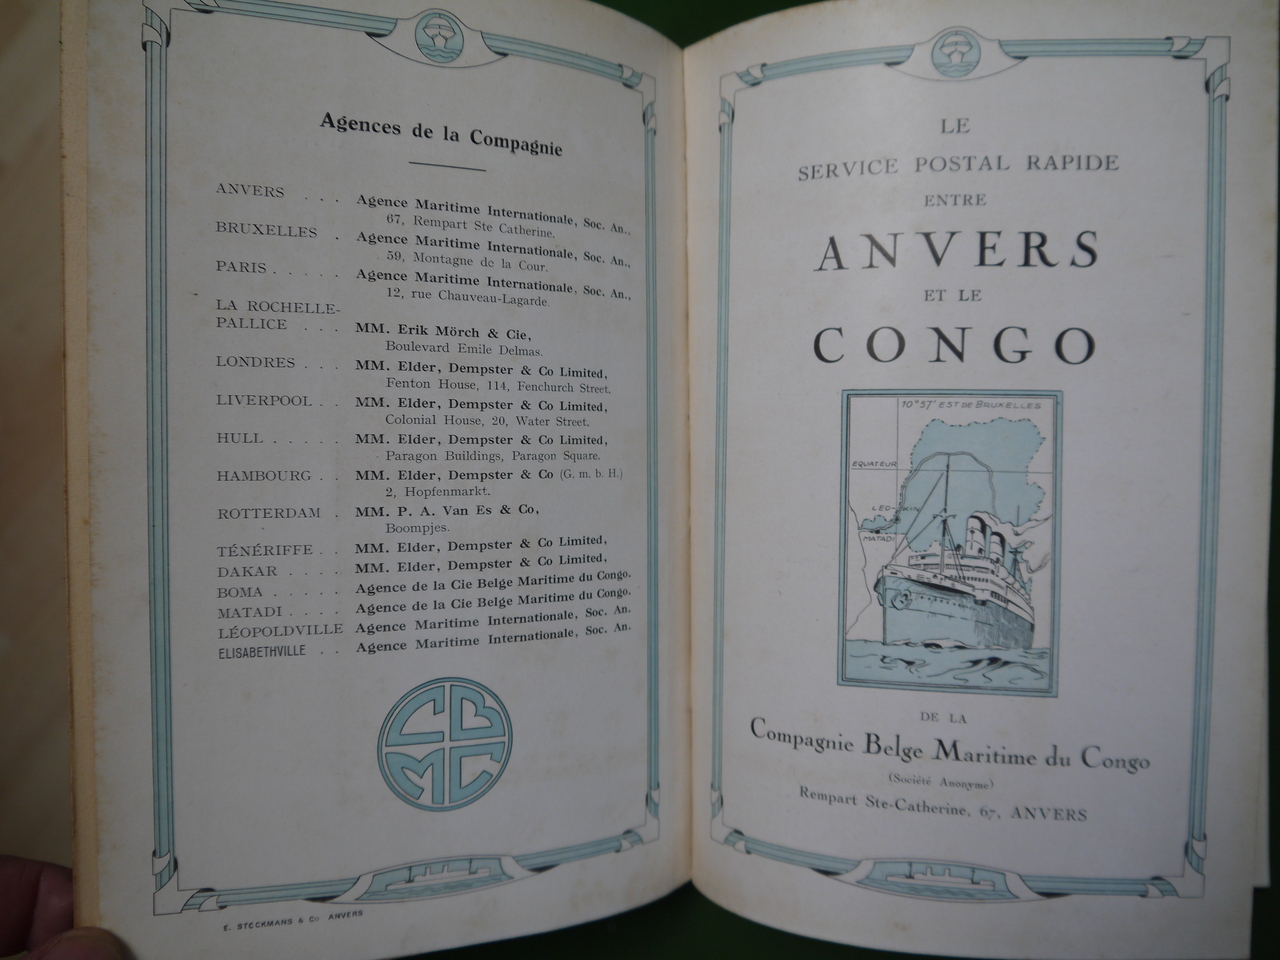 Agences de la Compagnie
ANVERS . . . Agence Maritime Internationale, Soc. An.,
67, Rempart Ste Catherine.
BRUXELLES . Agence Maritime Internationale, Soc. An.,
59, Montagne de la Cour.
PARIS . . . . . Agence Maritime Internationale, Soc. An.,
12, rue Chauveau-Lagarde.
LA ROCHELLE-
PALLICE . . . MM. Erik Mörch & Cie,
Boulevard Emile Delmas.
LONDRES . . . MM. Elder, Dempster & Co Limited,
Fenton House, 114, Fenchurch Street.
LIVERPOOL . . MM. Elder, Dempster & Co Limited,
Colonial House, 20, Water Street.
HULL . . . . . MM. Elder, Dempster & Co Limited,
Paragon Buildings, Paragon Square.
HAMBOURG . . MM. Elder, Dempster & Co (G. m. b. H.)
2, Hopfenmarkt.
ROTTERDAM . MM. P. A. Van Es & Co,
Boompjes.
TÉNÉRIFFE . . MM. Elder, Dempster & Co Limited,
DAKAR . . . . MM. Elder, Dempster & Co Limited,
BOMA . . . . . Agence de la Cie Belge Maritime du Congo.
MATADI . . . . Agence de la Cie Belge Maritime du Congo.
LÉOPOLDVILLE Agence Maritime Internationale, Soc. An.
ELISABETHVILLE . . Agence Maritime Internationale, Soc. An.
CB
MC
E. STOCKMANS & Co ANVERS
LE
SERVICE POSTAL RAPIDE
ENTRE
ANVERS
ET LE
CONGO
10° 57' EST DE BRUXELLES
EQUATEUR
MATADI
DE LA
Compagnie Belge Maritime du Congo
(Société Anonyme)
Rempart Ste-Catherine, 67, ANVERS